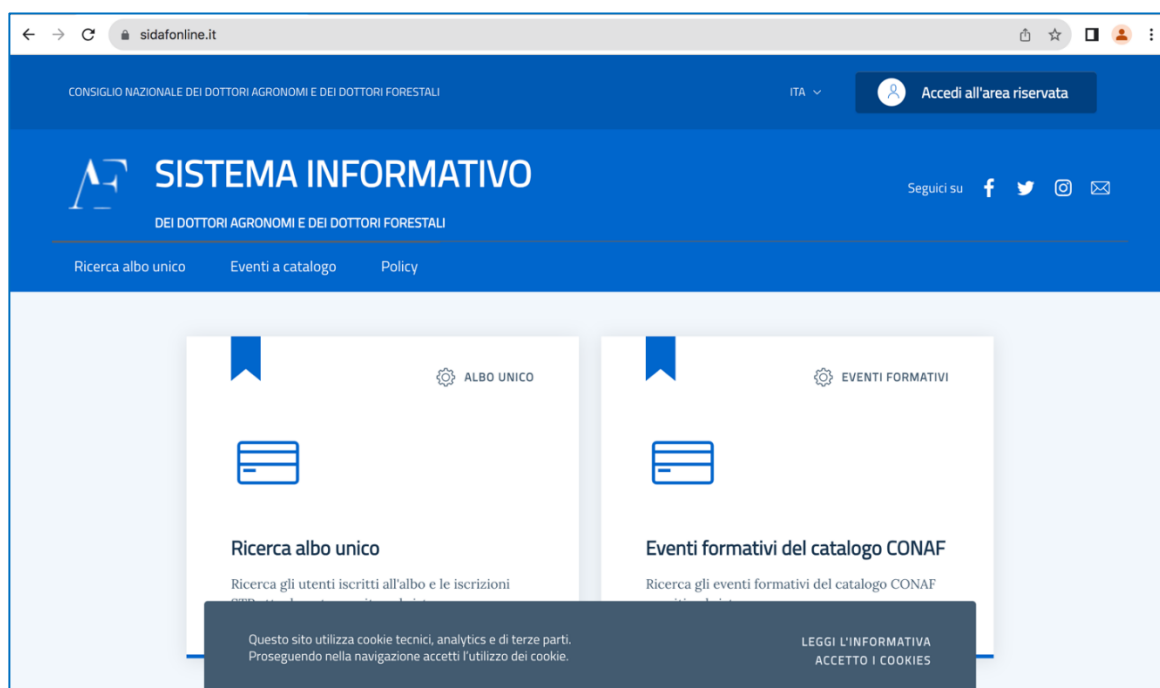 sidafonline.it
CONSIGLIO NAZIONALE DEI DOTTORI AGRONOMI E DEI DOTTORI FORESTALI
ITA
Accedi all'area riservata
SISTEMA INFORMATIVO
DEI DOTTORI AGRONOMI E DEI DOTTORI FORESTALI
Seguici su
Ricerca albo unico
Eventi a catalogo
Policy
ALBO UNICO
Ricerca albo unico
Ricerca gli utenti iscritti all'albo e le iscrizioni
EVENTI FORMATIVI
Eventi formativi del catalogo CONAF
Ricerca gli eventi formativi del catalogo CONAF
Questo sito utilizza cookie tecnici, analytics e di terze parti.
Proseguendo nella navigazione accetti l'utilizzo dei cookie.
LEGGI L'INFORMATIVA
ACCETTO I COOKIES